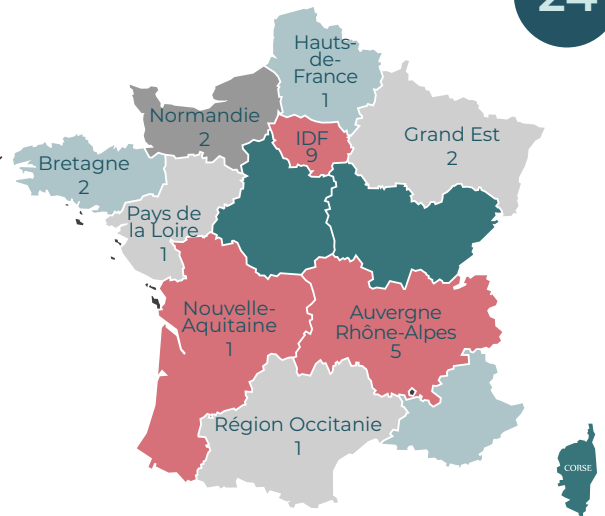 24
Hauts-
de-
France
1
Normandie
2
IDF
9
Grand Est
2
Bretagne
2
Pays de
la Loire
1
Nouvelle-
Aquitaine
1
Auvergne
Rhône-Alpes
5
Région Occitanie
1
CORSE